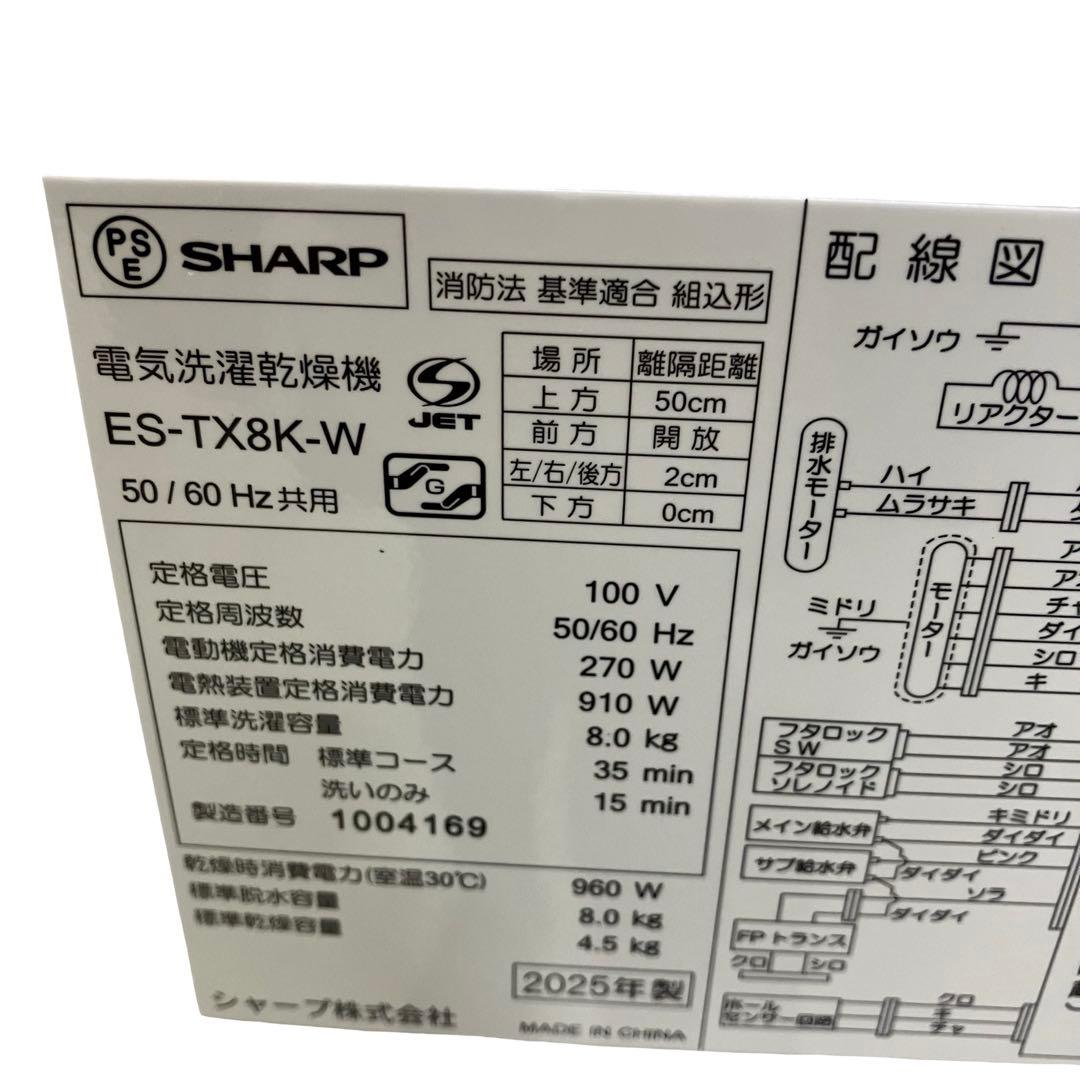 PSE SHARP
消防法 基準適合 組込形
電気洗濯乾燥機
JET
ES-TX8K-W
G
50 / 60 Hz 共用
場所 離隔距離
上方 50cm
前方 開放
左/右/後方 2cm
下方 0cm
定格電圧 100 V
定格周波数 50/60 Hz
電動機定格消費電力 270 W
電熱装置定格消費電力 910 W
標準洗濯容量 8.0 kg
定格時間 標準コース 35 min
洗いのみ 15 min
製造番号 1004169
乾燥時消費電力(室温30℃) 960 W
標準脱水容量 8.0 kg
標準乾燥容量 4.5 kg
2025年製
シャープ株式会社
MADE IN CHINA
配線図
ガイソウ
リアクター
排水モーター
ハイ
ムラサキ
モーター
ミドリ
ガイソウ
チャ
シロ
キ
フタロック
SW
アオ
アオ
フタロック
ソレノイド
シロ
シロ
メイン給水弁
キミドリ
ダイダイ
サブ給水弁
ピンク
ダイダイ
ソラ
ダイダイ
FPトランス
クロ シロ
ホール
センサー回路
クロ
キ
チャ